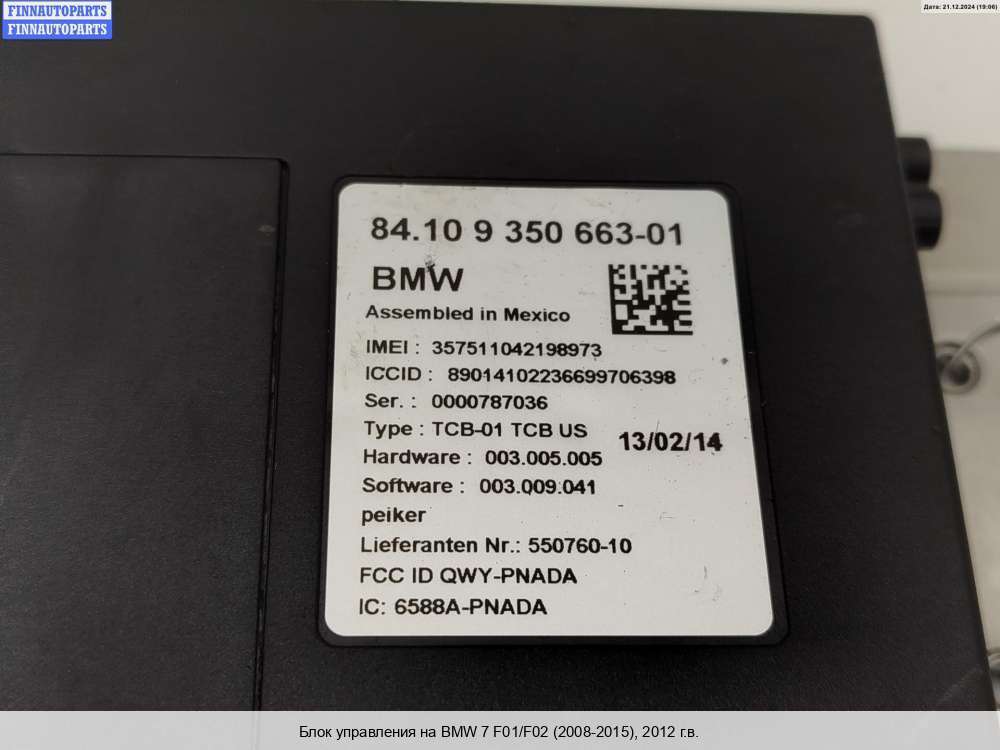 FINNAUTOPARTS
FINNAUTOPARTS
Дата: 21.12.2024 (19:06)
84.10 9 350 663-01
BMW
Assembled in Mexico
IMEI : 357511042198973
ICCID : 89014102236699706398
Ser. : 0000787036
Type : TCB-01 TCB US
13/02/14
Hardware : 003.005.005
Software : 003.009.041
peiker
Lieferanten Nr.: 550760-10
FCC ID QWY-PNADA
IC: 6588A-PNADA
Блок управления на BMW 7 F01/F02 (2008-2015), 2012 г.в.